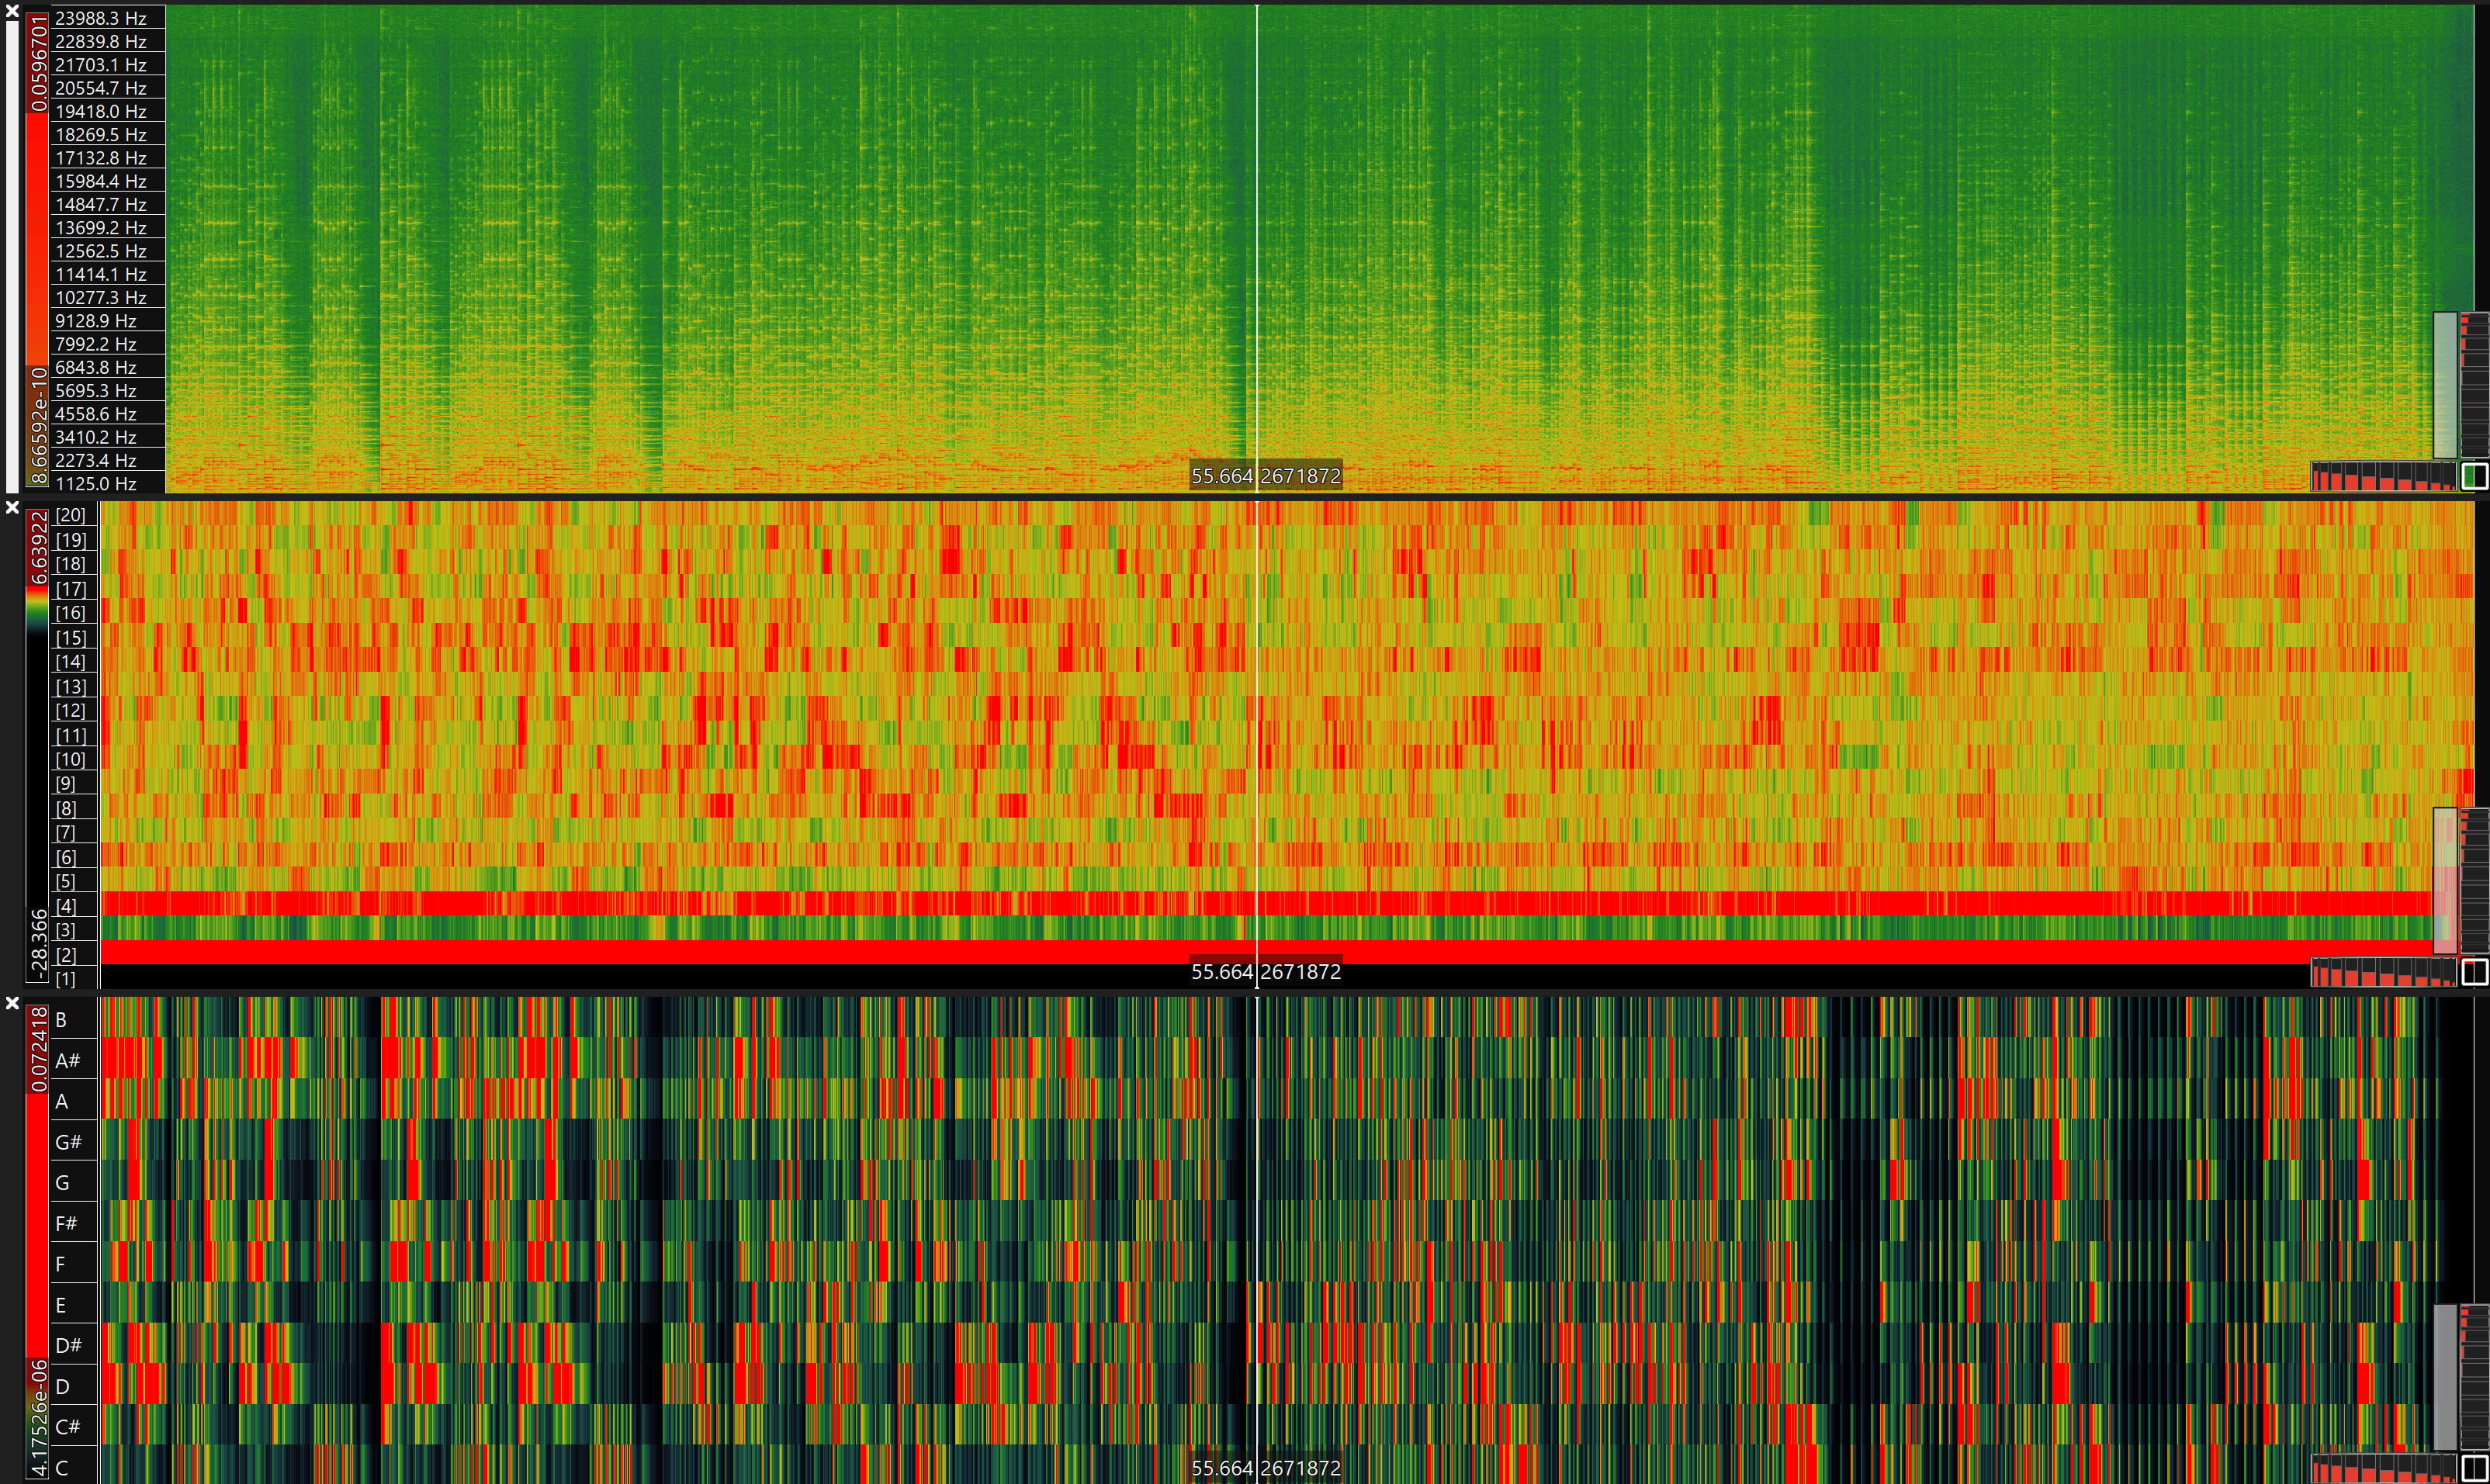 0.0596701
8.66592e-10
23988.3 Hz
22839.8 Hz
21703.1 Hz
20554.7 Hz
19418.0 Hz
18269.5 Hz
17132.8 Hz
15984.4 Hz
14847.7 Hz
13699.2 Hz
12562.5 Hz
11414.1 Hz
10277.3 Hz
9128.9 Hz
7992.2 Hz
6843.8 Hz
5695.3 Hz
4558.6 Hz
3410.2 Hz
2273.4 Hz
1125.0 Hz
55.664 2671872
6.63922
-28.366
[20]
[19]
[18]
[17]
[16]
[15]
[14]
[13]
[12]
[11]
[10]
[9]
[8]
[7]
[6]
[5]
[4]
[3]
[2]
[1]
55.664 2671872
0.0724418
4.17526e-06
B
A#
A
G#
G
F#
F
E
D#
D
C#
C
55.664 2671872